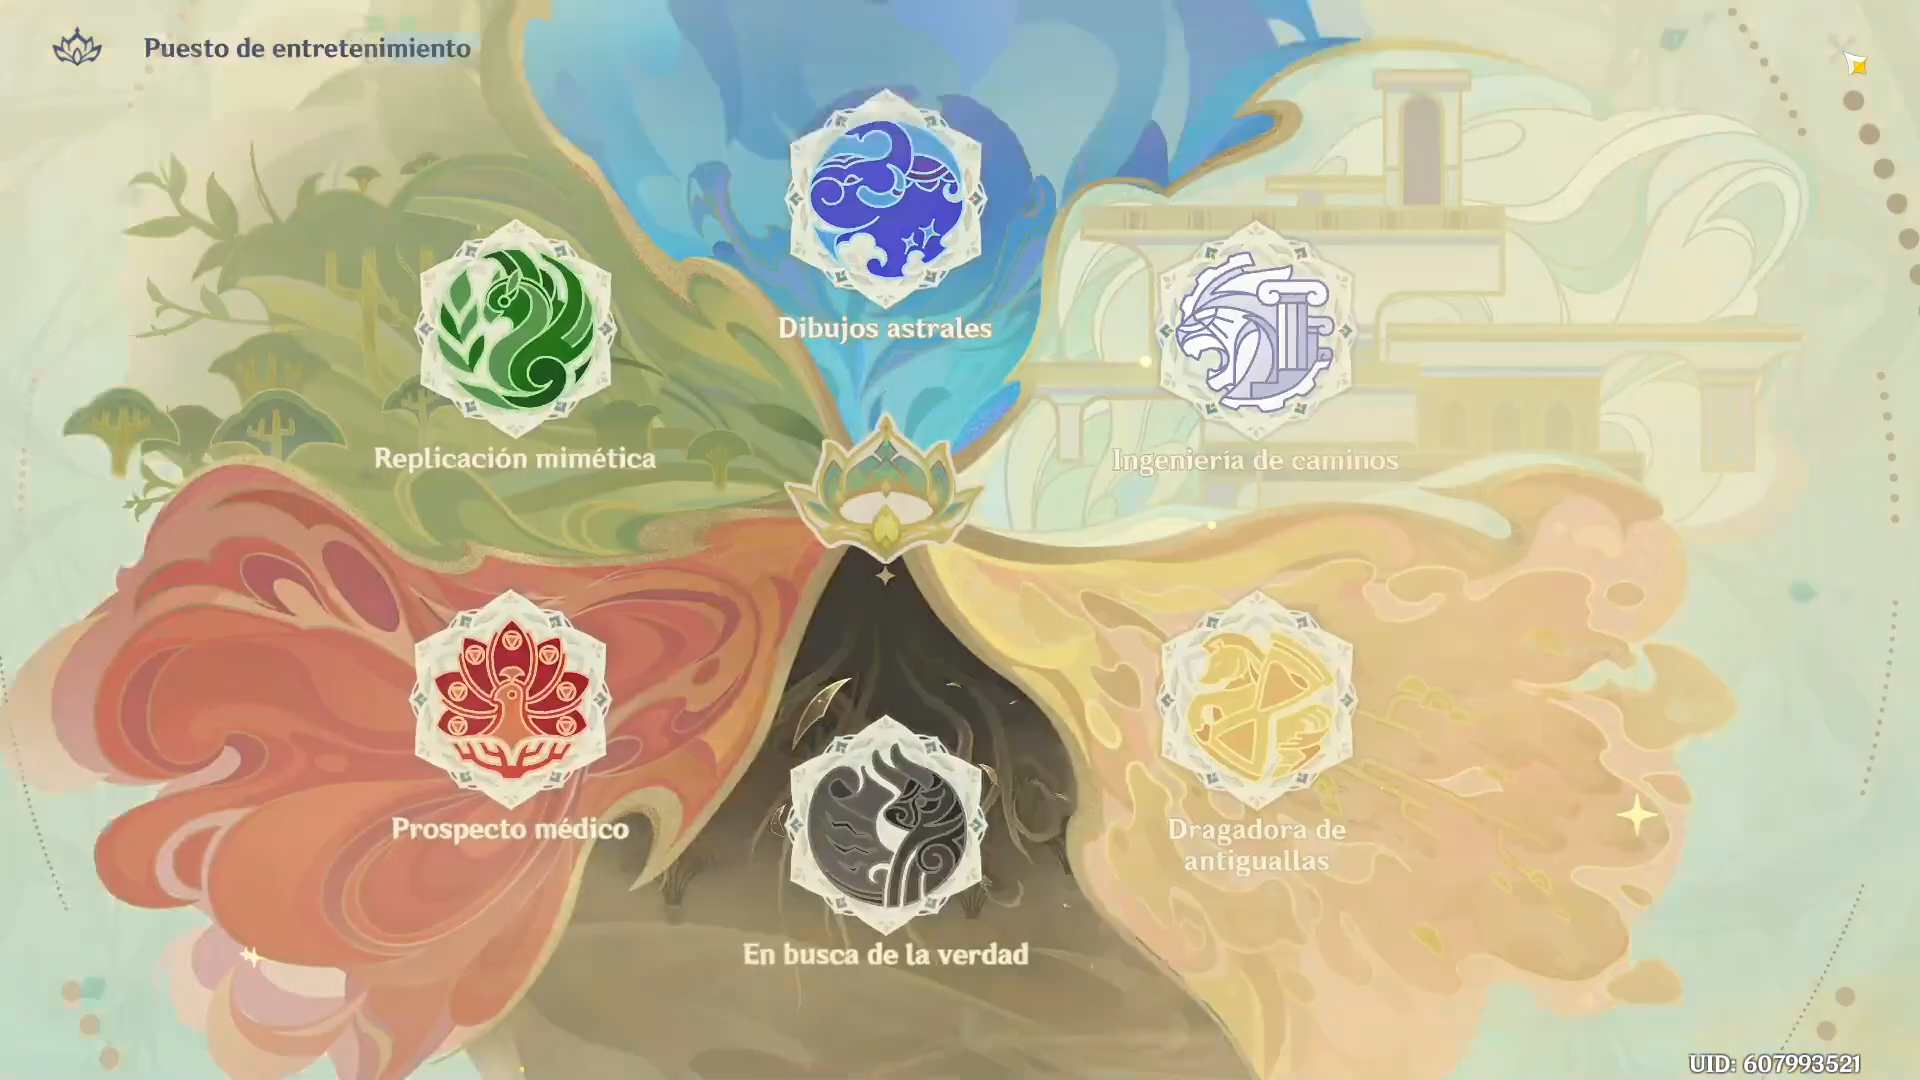 Puesto de entretenimiento
Dibujos astrales
Replicación mimética
Ingeniería de caminos
Prospecto médico
Dragadora de
antiguallas
En busca de la verdad
UID: 607993521